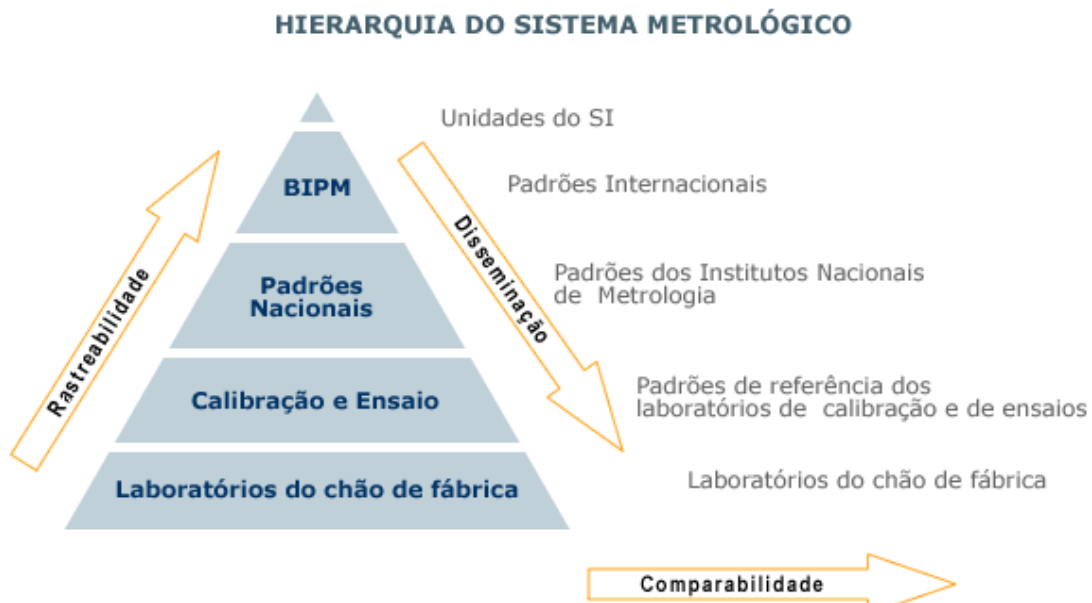 HIERARQUIA DO SISTEMA METROLÓGICO
Unidades do SI
BIPM
Padrões Internacionais
Rastreabilidade
Disseminação
Padrões
Nacionais
Padrões dos Institutos Nacionais
de Metrologia
Calibração e Ensaio
Padrões de referência dos
laboratórios de calibração e de ensaios
Laboratórios do chão de fábrica
Laboratórios do chão de fábrica
Comparabilidade